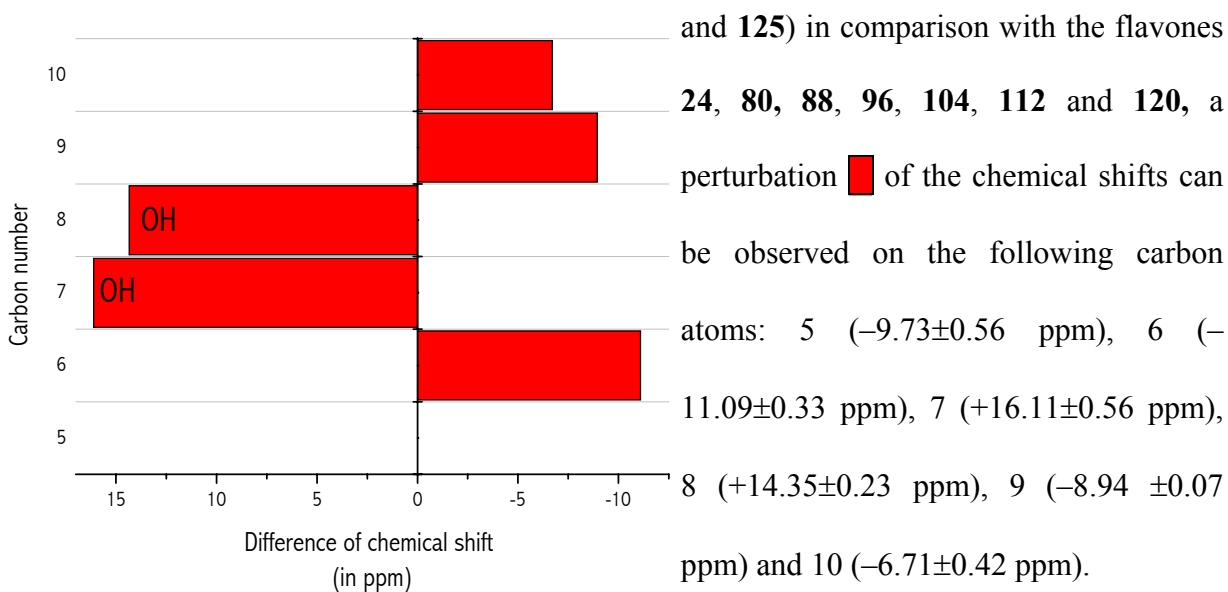 10
9
8
7
6
5
OH
OH
Carbon number
15 10 5 0 -5 -10
Difference of chemical shift
(in ppm)
and 125) in comparison with the flavones
24, 80, 88, 96, 104, 112 and 120, a
perturbation of the chemical shifts can
be observed on the following carbon
atoms: 5 (–9.73±0.56 ppm), 6 (–
11.09±0.33 ppm), 7 (+16.11±0.56 ppm),
8 (+14.35±0.23 ppm), 9 (–8.94 ±0.07
ppm) and 10 (–6.71±0.42 ppm).